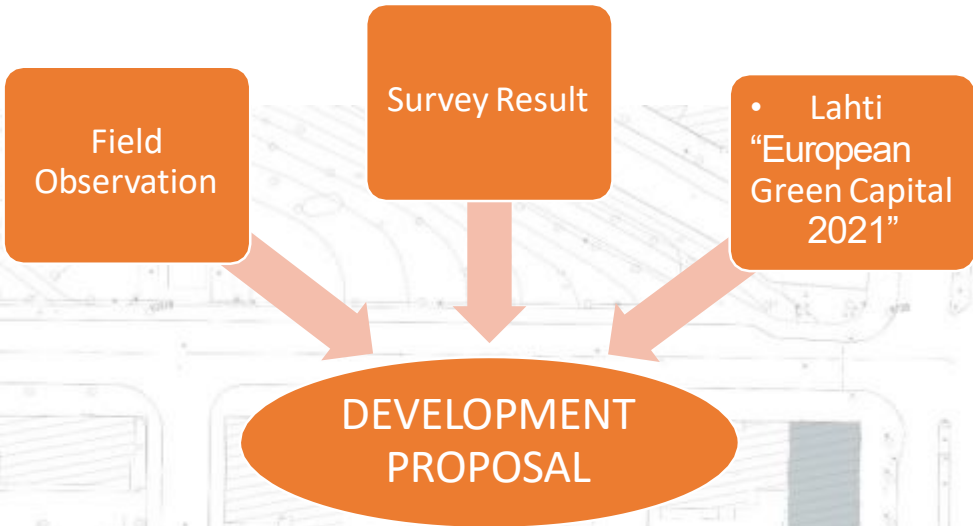 Field
Observation
Survey Result
• Lahti
“European
Green Capital
2021”
DEVELOPMENT
PROPOSAL